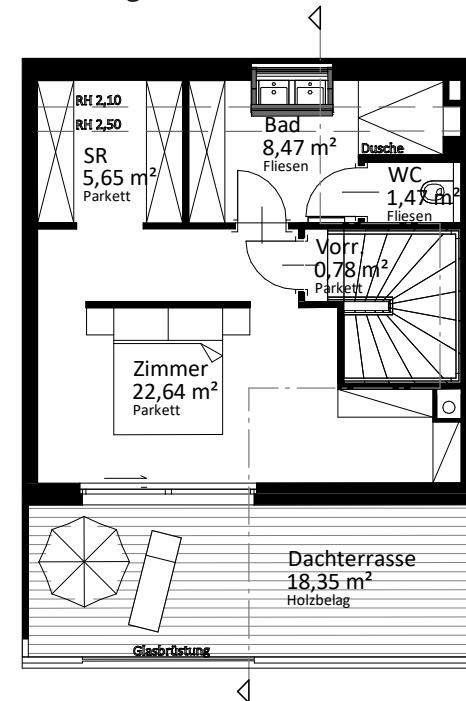 RH 2,10
RH 2,50
SR
5,65 m²
Parkett
Bad
8,47 m²
Fliesen
Dusche
WC
1,47 m²
Fliesen
Vorr.
0,78 m²
Parkett
Zimmer
22,64 m²
Parkett
Dachterrasse
18,35 m²
Holzbelag
Glasbrüstung